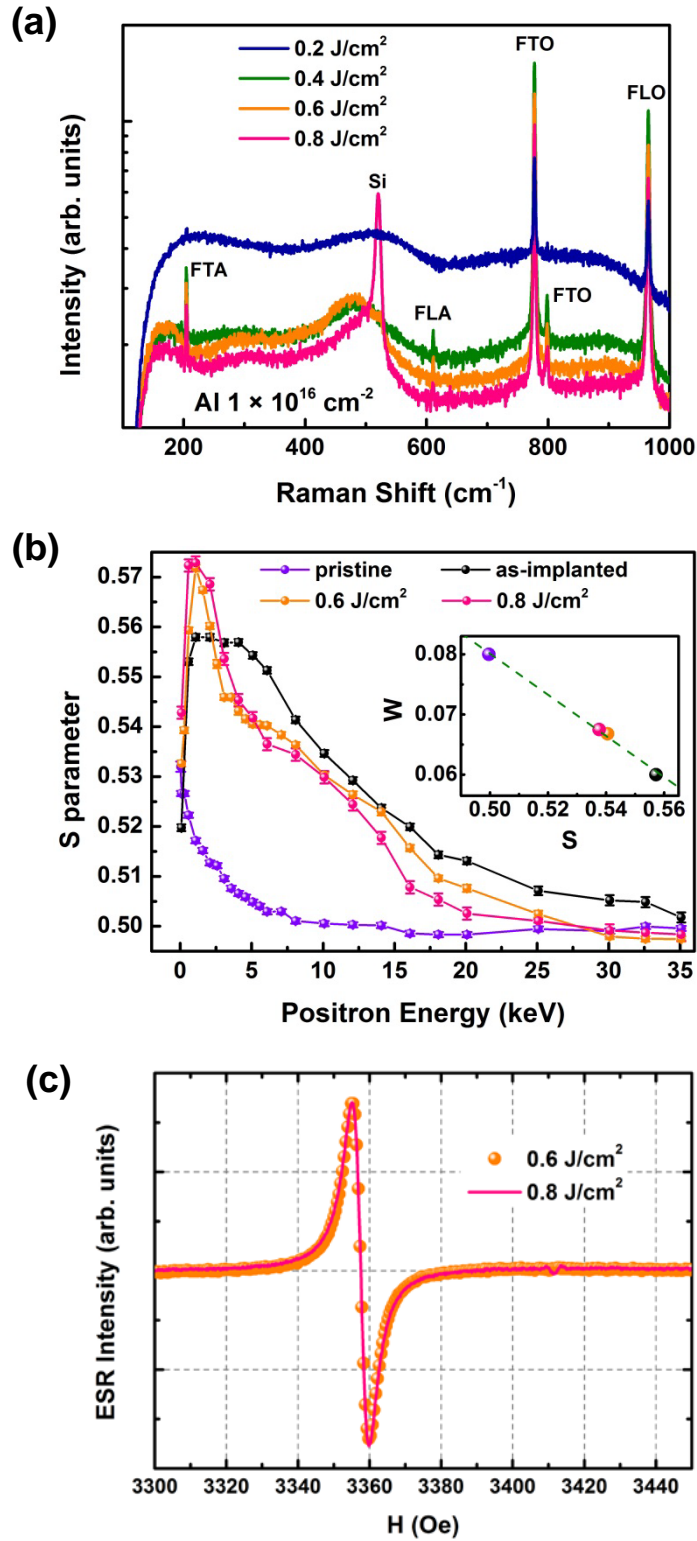 (a)
0.2 J/cm²
0.4 J/cm²
0.6 J/cm²
0.8 J/cm²
FTO
FLO
Si
FTA
FLA
FTO
Al 1 × 10¹⁶ cm⁻²
Intensity (arb. units)
200 400 600 800 1000
Raman Shift (cm⁻¹)
(b)
pristine as-implanted
0.6 J/cm² 0.8 J/cm²
0.57
0.56
0.55
0.54
0.53
0.52
0.51
0.50
S parameter
0.08
0.07
0.06
W
0.50 0.52 0.54 0.56
S
0 5 10 15 20 25 30 35
Positron Energy (keV)
(c)
0.6 J/cm²
0.8 J/cm²
ESR Intensity (arb. units)
3300 3320 3340 3360 3380 3400 3420 3440
H (Oe)